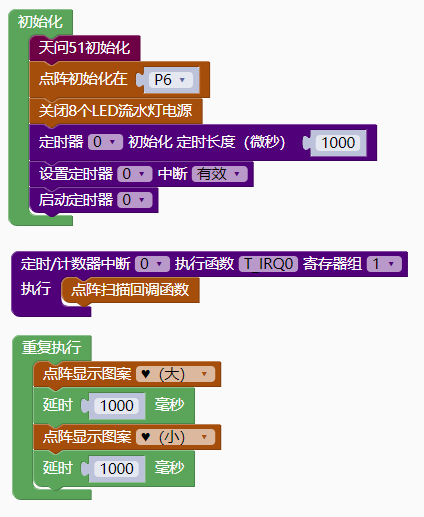 初始化
天问51初始化
点阵初始化在 P6
关闭8个LED流水灯电源
定时器 0 初始化 定时长度（微秒） 1000
设置定时器 0 中断 有效
启动定时器 0
定时/计数器中断 0 执行函数 T_IRQ0 寄存器组 1
执行 点阵扫描回调函数
重复执行
点阵显示图案 ♥（大）
延时 1000 毫秒
点阵显示图案 ♥（小）
延时 1000 毫秒